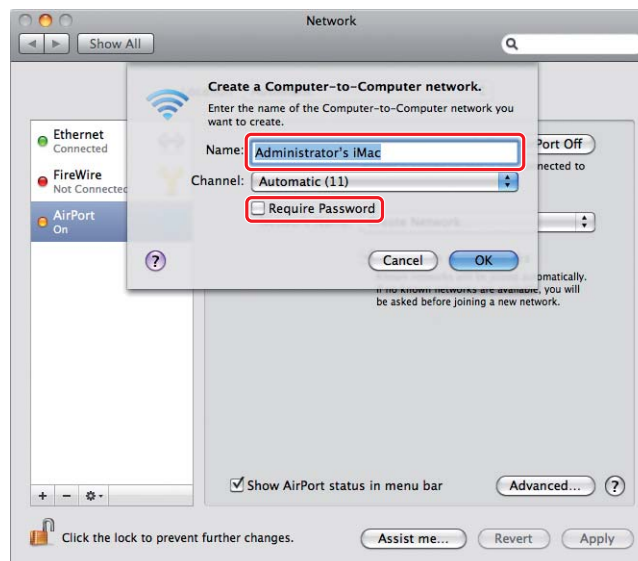 Network
Show All
Create a Computer-to-Computer network.
Enter the name of the Computer-to-Computer network you
want to create.
Name: Administrator's iMac
Channel: Automatic (11)
Require Password
Cancel OK
Ethernet
Connected
FireWire
Not Connected
AirPort
On
Port Off
nected to
omatically.
If no known networks are available, you will
be asked before joining a new network.
Show AirPort status in menu bar
Advanced...
?
Click the lock to prevent further changes.
Assist me...
Revert
Apply